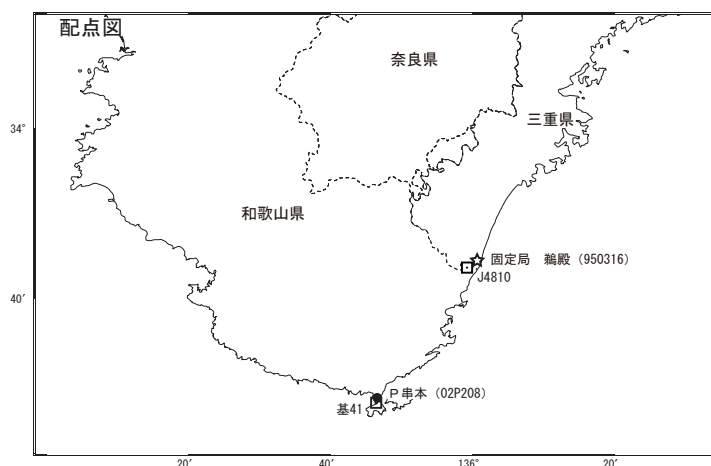 配点図
奈良県
34°
三重県
和歌山県
固定局　鵜殿（950316）
J4810
40′
P串本（02P208）
基41
20′
40′
136°
20′